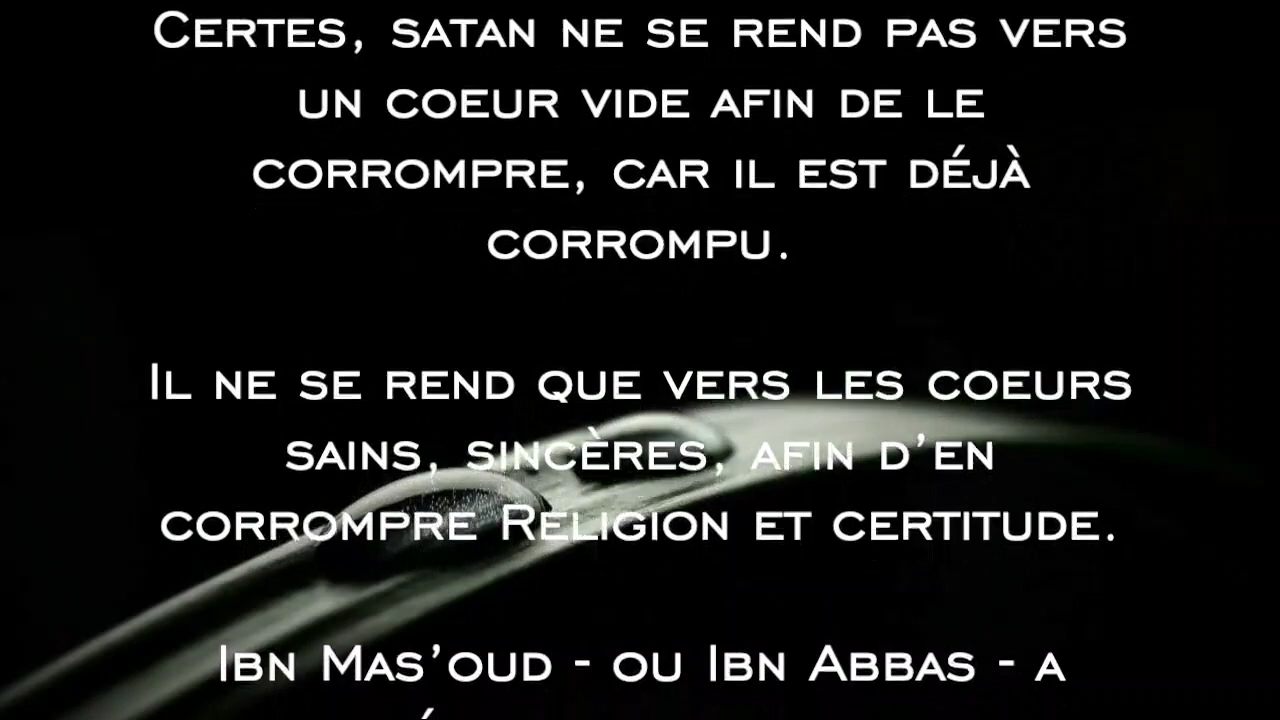 Certes, satan ne se rend pas vers
un coeur vide afin de le
corrompre, car il est déjà
corrompu.
Il ne se rend que vers les coeurs
sains, sincères, afin d'en
corrompre Religion et certitude.
Ibn Mas'oud - ou Ibn Abbas - a